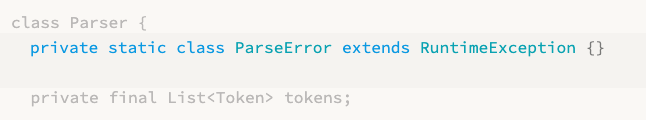 class Parser {
  private static class ParseError extends RuntimeException {}
  private final List<Token> tokens;